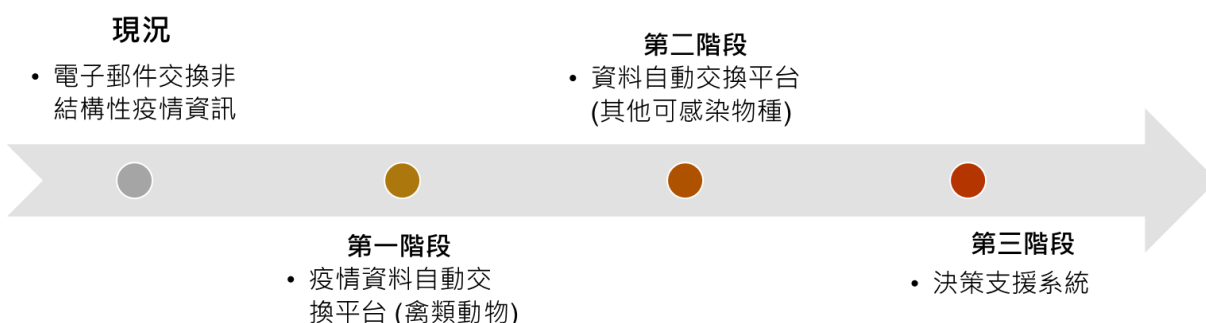 現況
• 電子郵件交換非
結構性疫情資訊
第一階段
• 疫情資料自動交
換平台 (禽類動物)
第二階段
• 資料自動交換平台
(其他可感染物種)
第三階段
• 決策支援系統